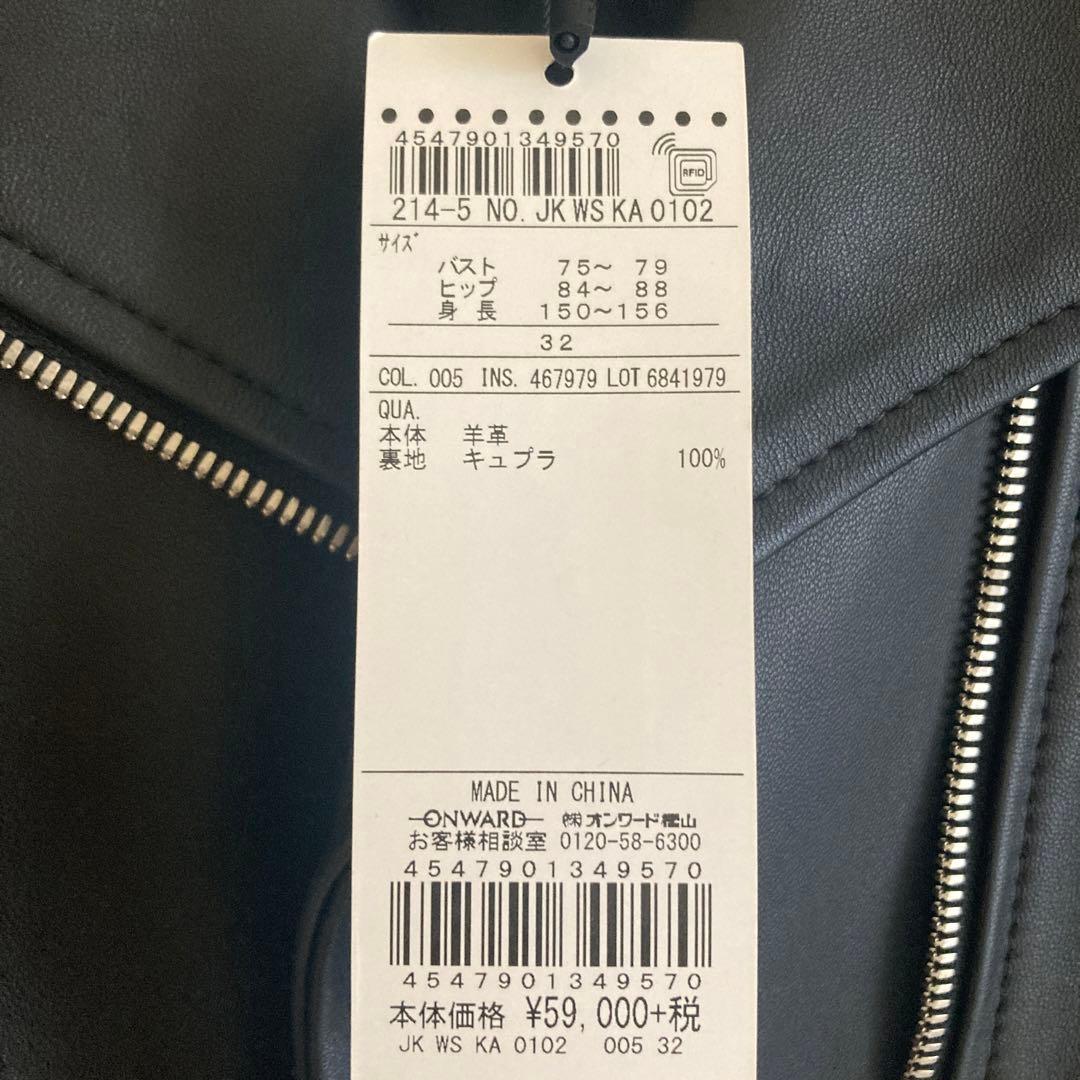 4547901349570
RFID
214-5 NO. JK WS KA 0102
サイズ
バスト 75～ 79
ヒップ 84～ 88
身 長 150～156
32
COL. 005 INS. 467979 LOT 6841979
QUA.
本体 羊革
裏地 キュプラ 100%
MADE IN CHINA
ONWARD ㈱オンワード樫山
お客様相談室 0120-58-6300
4547901349570
4547901349570
本体価格 ¥59,000+税
JK WS KA 0102 005 32